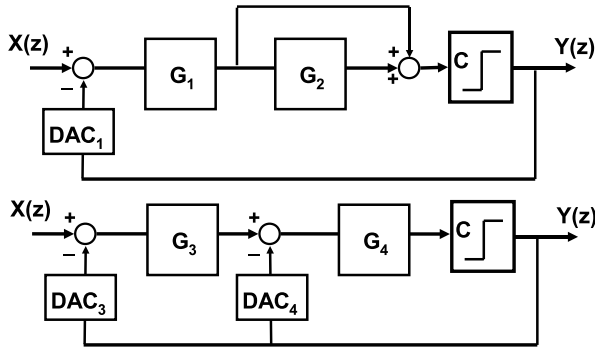 X(z) + G₁ G₂ + C Y(z)
− +
DAC₁
X(z) + G₃ + G₄ C Y(z)
− −
DAC₃ DAC₄